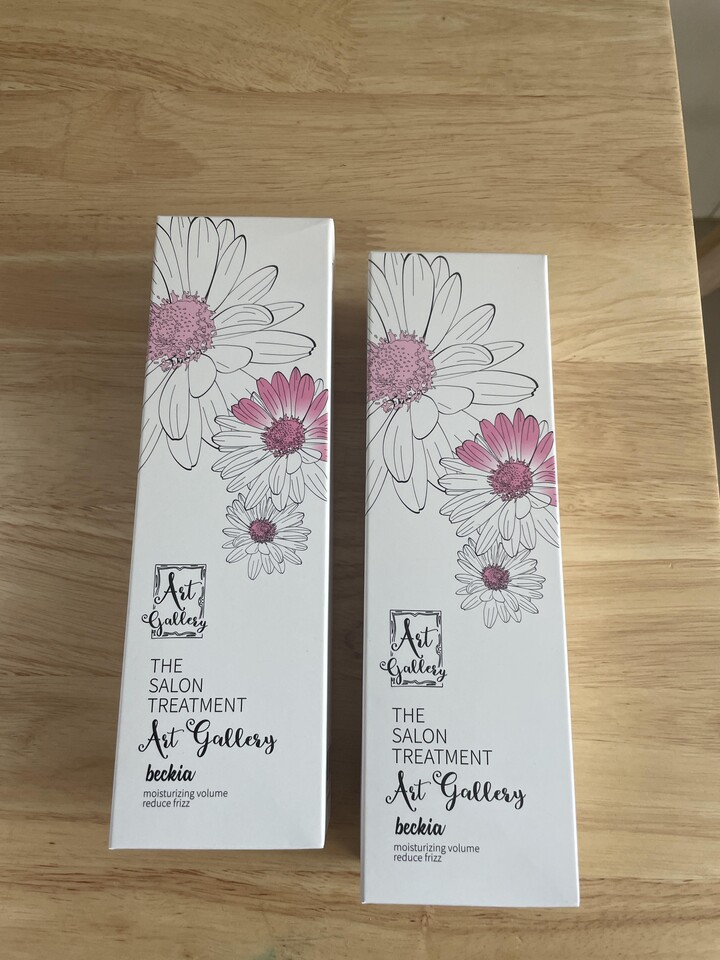 Art
Gallery
THE
SALON
TREATMENT
Art Gallery
beckia
moisturizing volume
reduce frizz
Art
Gallery
THE
SALON
TREATMENT
Art Gallery
beckia
moisturizing volume
reduce frizz